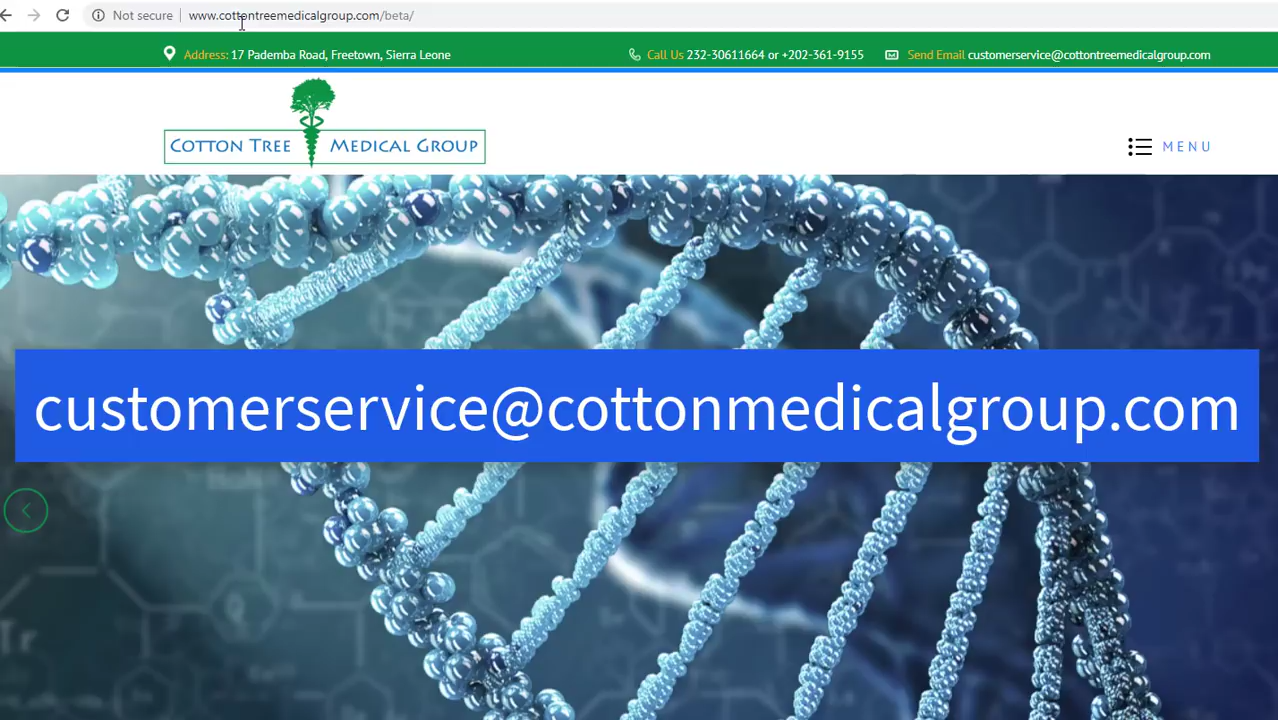 Not secure www.cottontreemedicalgroup.com/beta/
Address: 17 Pademba Road, Freetown, Sierra Leone Call Us 232-30611664 or +202-361-9155 Send Email customerservice@cottontreemedicalgroup.com
COTTON TREE MEDICAL GROUP
MENU
customerservice@cottonmedicalgroup.com
Tr